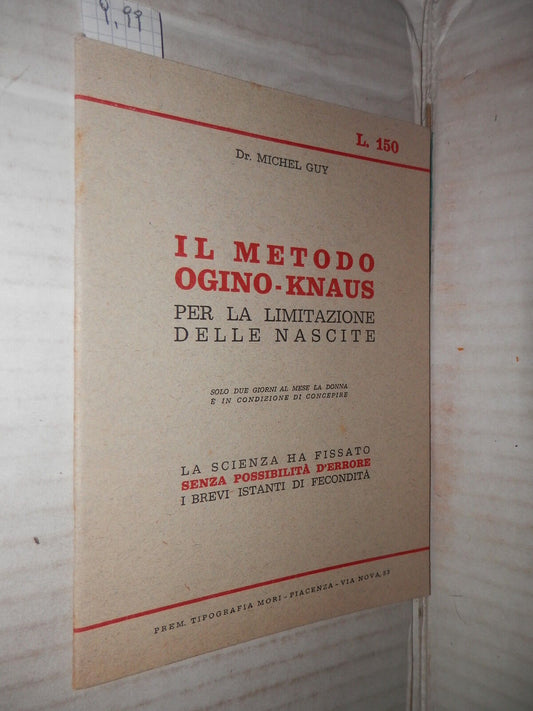 9,99
L. 150
Dr. MICHEL GUY
IL METODO
OGINO-KNAUS
PER LA LIMITAZIONE
DELLE NASCITE
SOLO DUE GIORNI AL MESE LA DONNA
È IN CONDIZIONE DI CONCEPIRE
LA SCIENZA HA FISSATO
SENZA POSSIBILITÀ D'ERRORE
I BREVI ISTANTI DI FECONDITÀ
PREM. TIPOGRAFIA MORI - PIACENZA - VIA NOVA, 53